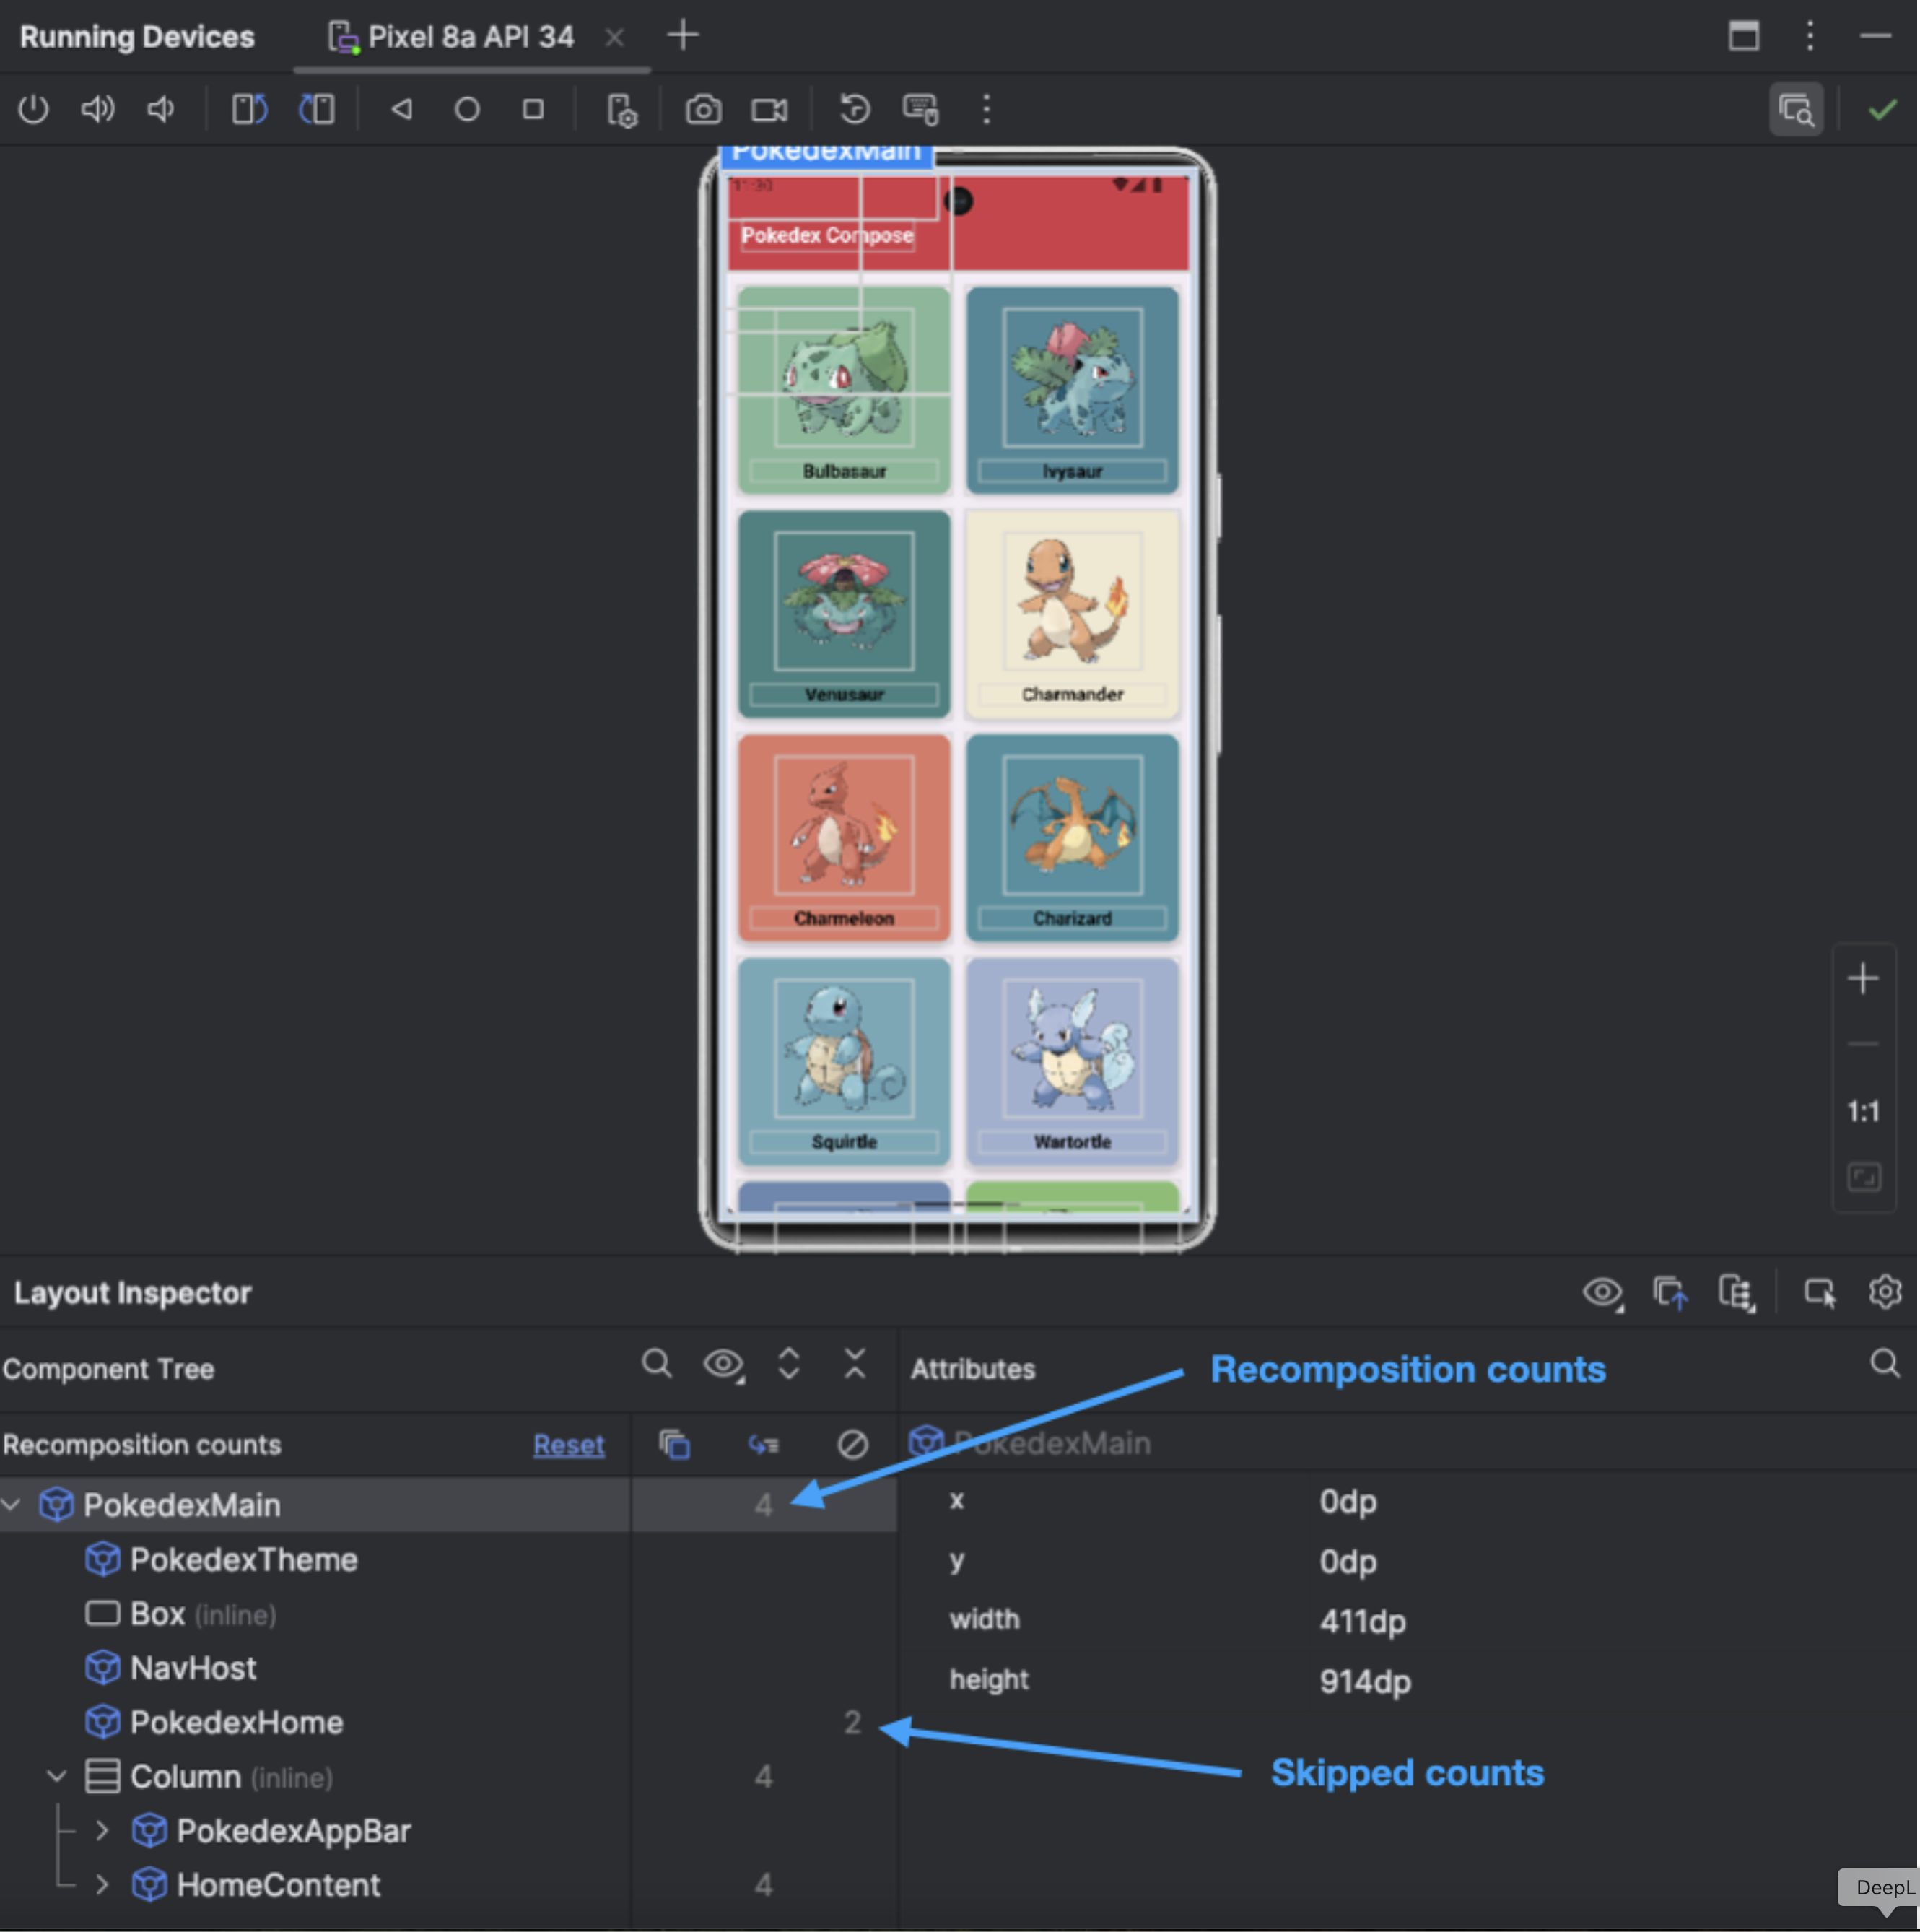 Running Devices Pixel 8a API 34
PokedexMain
11:30
Pokedex Compose
Bulbasaur Ivysaur
Venusaur Charmander
Charmeleon Charizard
Squirtle Wartortle
1:1
Layout Inspector
Component Tree Attributes Recomposition counts
Recomposition counts Reset PokedexMain
PokedexMain 4 x 0dp
PokedexTheme y 0dp
Box (inline) width 411dp
NavHost height 914dp
PokedexHome 2
Column (inline) 4 Skipped counts
PokedexAppBar
HomeContent 4
DeepL